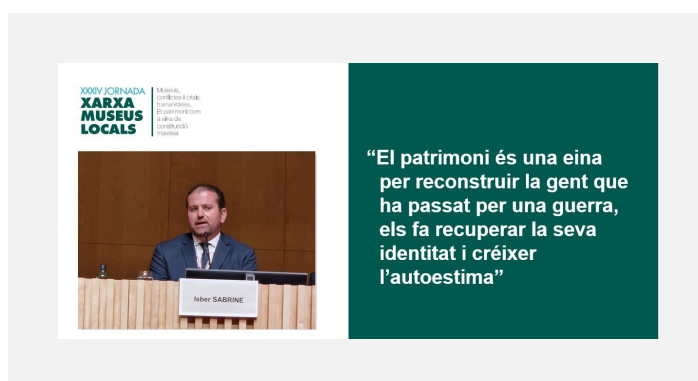 XXXIV JORNADA
XARXA
MUSEUS
LOCALS
Museus,
conflictes i crisis
humanitàries.
El patrimoni com
a eina de
construcció
massiva
Isber SABRINE
“El patrimoni és una eina
per reconstruir la gent que
ha passat per una guerra,
els fa recuperar la seva
identitat i créixer
l’autoestima”